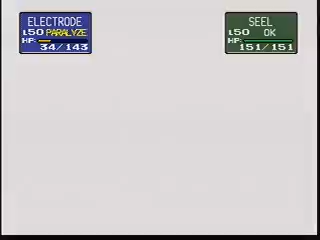 ELECTRODE
L50 PARALYZE
HP:
34/143
SEEL
L50 OK
HP:
151/151